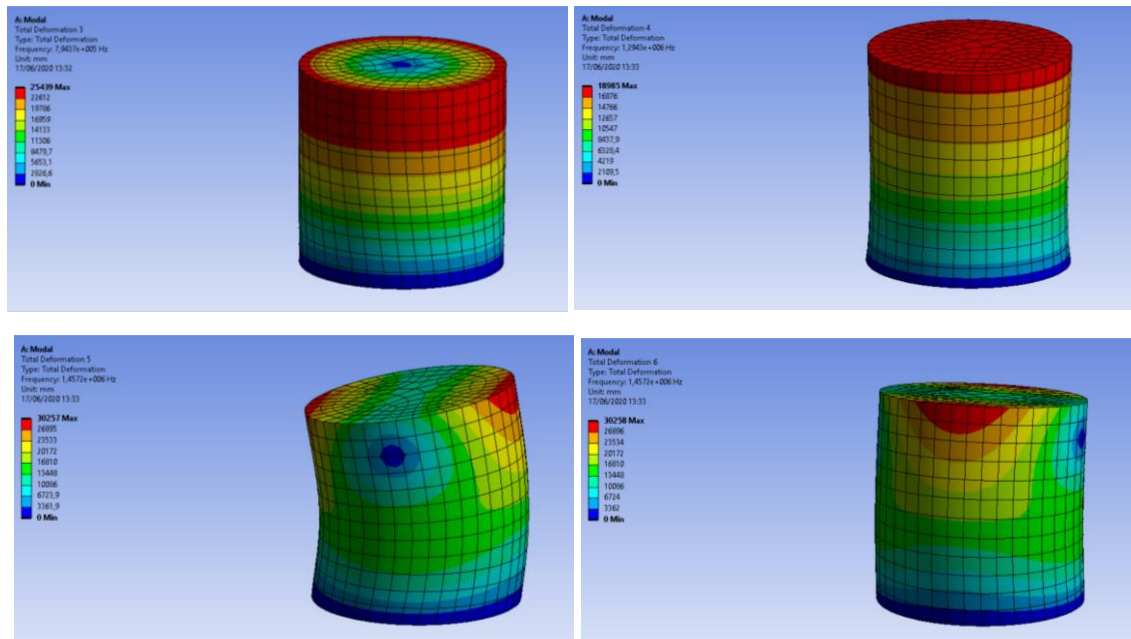 A: Modal
Total Deformation 3
Type: Total Deformation
Frequency: 7,9437e+005 Hz
Unit: mm
17/06/2020 13:32
25439 Max
22612
19786
16959
14133
11306
8479,7
5653,1
2826,6
0 Min
A: Modal
Total Deformation 4
Type: Total Deformation
Frequency: 1,2943e+006 Hz
Unit: mm
17/06/2020 13:33
18985 Max
16876
14766
12657
10547
8437,9
6328,4
4219
2109,5
0 Min
A: Modal
Total Deformation 5
Type: Total Deformation
Frequency: 1,4572e+006 Hz
Unit: mm
17/06/2020 13:33
30257 Max
26895
23533
20172
16810
13448
10086
6723,9
3361,9
0 Min
A: Modal
Total Deformation 6
Type: Total Deformation
Frequency: 1,4572e+006 Hz
Unit: mm
17/06/2020 13:33
30258 Max
26896
23534
20172
16810
13448
10086
6724
3362
0 Min